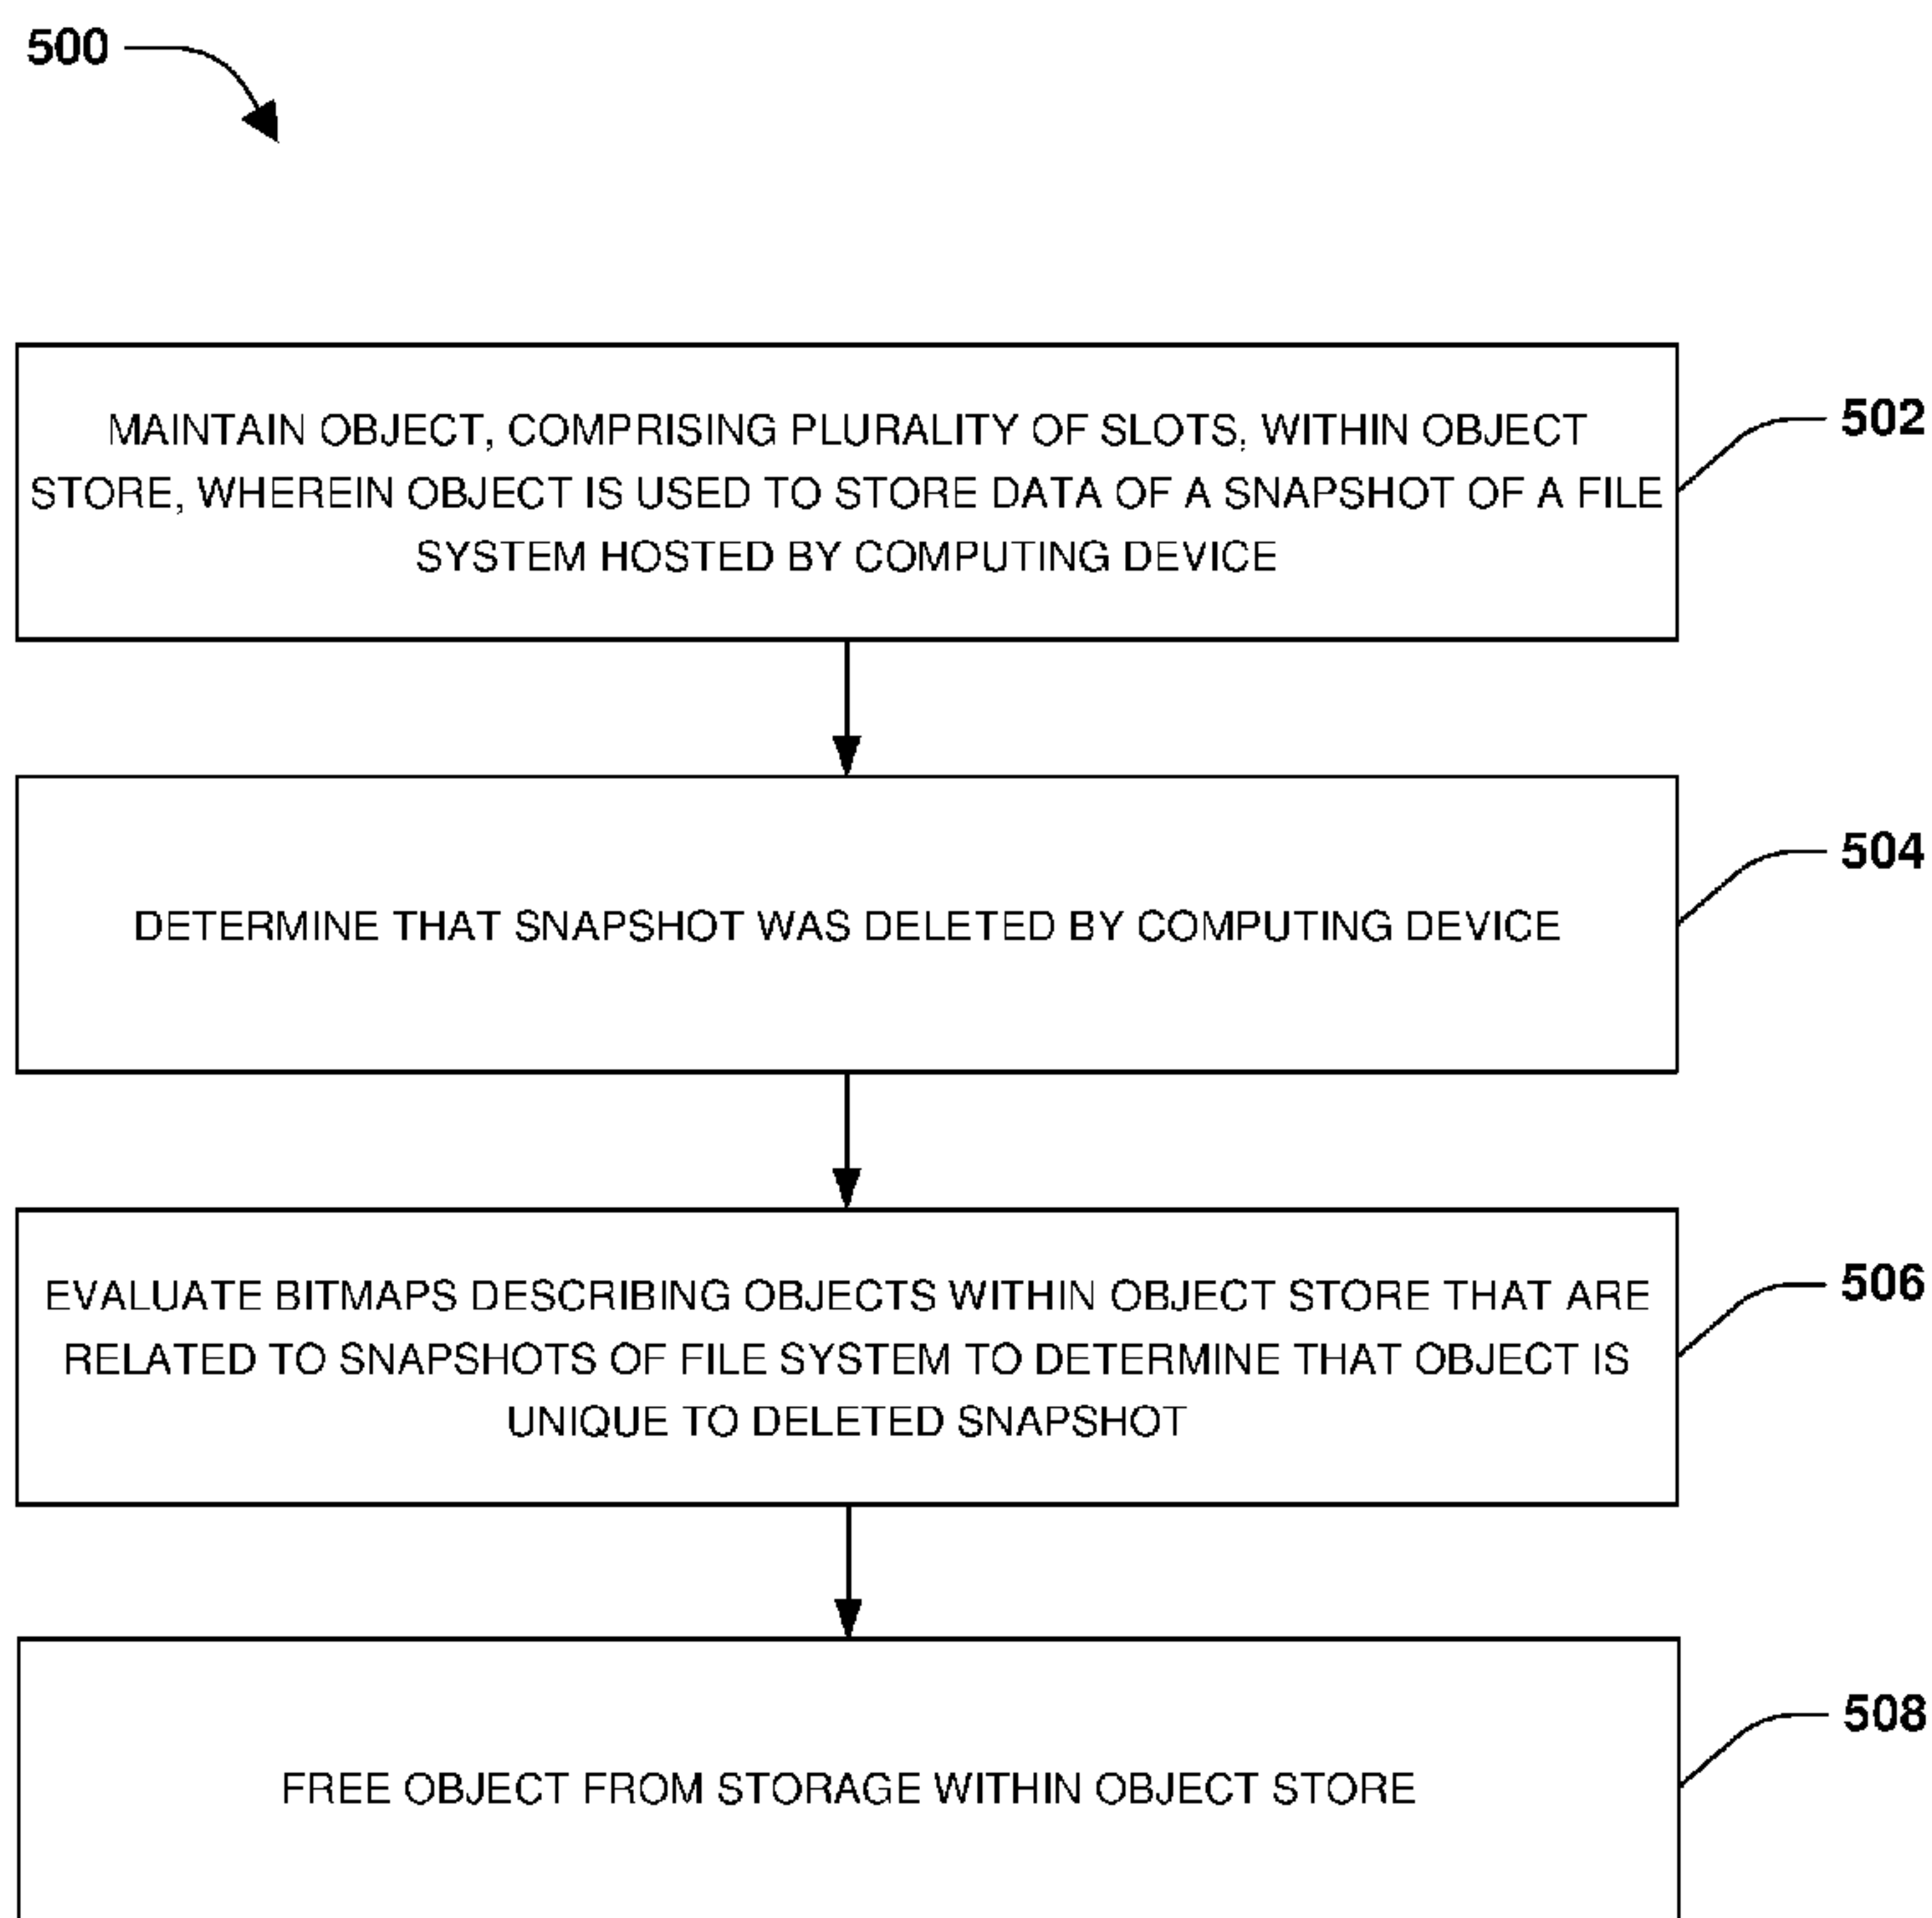 500
MAINTAIN OBJECT, COMPRISING PLURALITY OF SLOTS, WITHIN OBJECT
STORE, WHEREIN OBJECT IS USED TO STORE DATA OF A SNAPSHOT OF A FILE
SYSTEM HOSTED BY COMPUTING DEVICE
502
DETERMINE THAT SNAPSHOT WAS DELETED BY COMPUTING DEVICE
504
EVALUATE BITMAPS DESCRIBING OBJECTS WITHIN OBJECT STORE THAT ARE
RELATED TO SNAPSHOTS OF FILE SYSTEM TO DETERMINE THAT OBJECT IS
UNIQUE TO DELETED SNAPSHOT
506
FREE OBJECT FROM STORAGE WITHIN OBJECT STORE
508